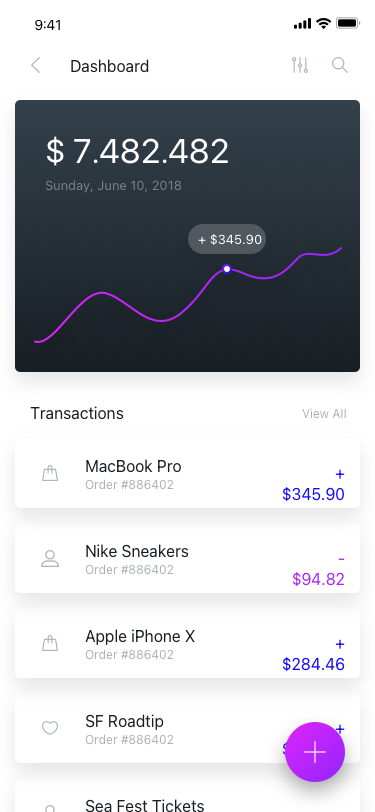 9:41
Dashboard
$ 7.482.482
Sunday, June 10, 2018
+ $345.90
Transactions
View All
MacBook Pro
Order #886402
+
$345.90
Nike Sneakers
Order #886402
-
$94.82
Apple iPhone X
Order #886402
+
$284.46
SF Roadtip
Order #886402
+
Sea Fest Tickets